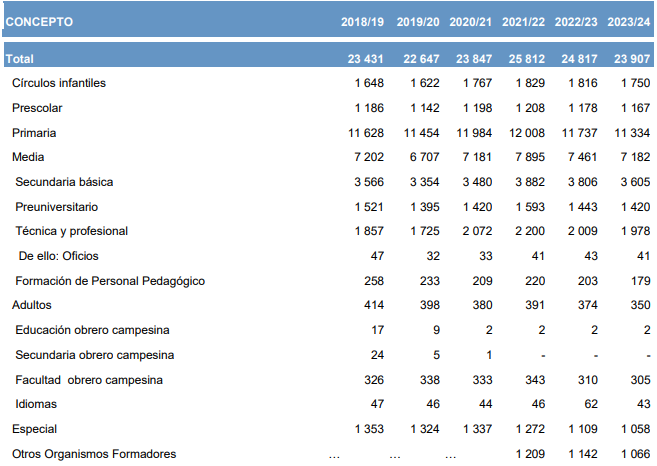 CONCEPTO 2018/19 2019/20 2020/21 2021/22 2022/23 2023/24
Total 23 431 22 647 23 847 25 812 24 817 23 907
Círculos infantiles 1 648 1 622 1 767 1 829 1 816 1 750
Prescolar 1 186 1 142 1 198 1 208 1 178 1 167
Primaria 11 628 11 454 11 984 12 008 11 737 11 334
Media 7 202 6 707 7 181 7 895 7 461 7 182
Secundaria básica 3 566 3 354 3 480 3 882 3 806 3 605
Preuniversitario 1 521 1 395 1 420 1 593 1 443 1 420
Técnica y profesional 1 857 1 725 2 072 2 200 2 009 1 978
De ello: Oficios 47 32 33 41 43 41
Formación de Personal Pedagógico 258 233 209 220 203 179
Adultos 414 398 380 391 374 350
Educación obrero campesina 17 9 2 2 2 2
Secundaria obrero campesina 24 5 1 - - -
Facultad obrero campesina 326 338 333 343 310 305
Idiomas 47 46 44 46 62 43
Especial 1 353 1 324 1 337 1 272 1 109 1 058
Otros Organismos Formadores ... ... ... 1 209 1 142 1 066